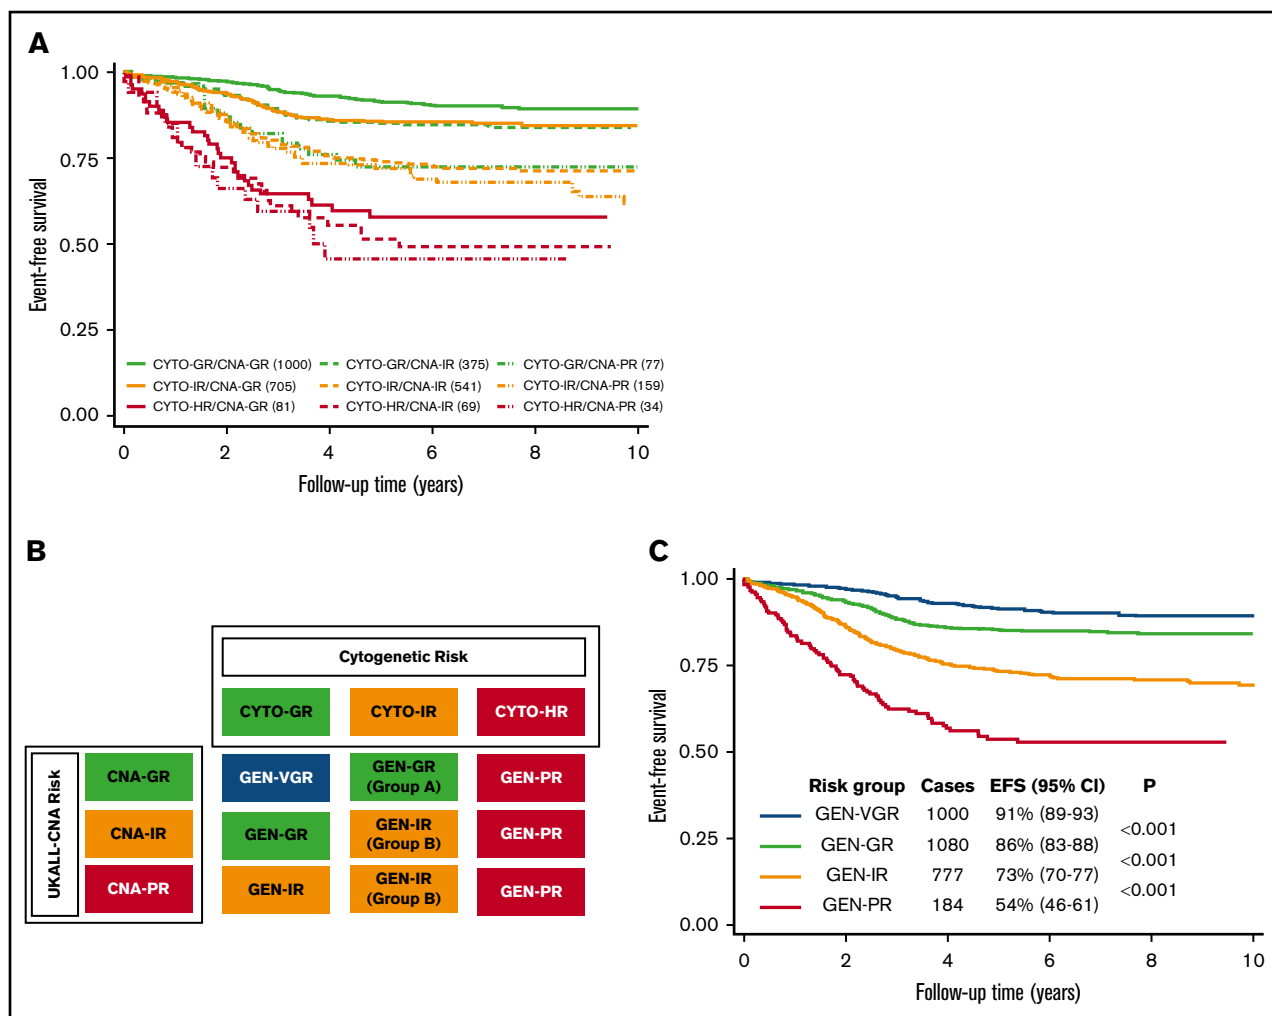 A
1.00
0.75
0.50
0.25
0.00
Event-free survival
CYTO-GR/CNA-GR (1000) CYTO-GR/CNA-IR (375) CYTO-GR/CNA-PR (77)
CYTO-IR/CNA-GR (705) CYTO-IR/CNA-IR (541) CYTO-IR/CNA-PR (159)
CYTO-HR/CNA-GR (81) CYTO-HR/CNA-IR (69) CYTO-HR/CNA-PR (34)
0 2 4 6 8 10
Follow-up time (years)
B
Cytogenetic Risk
CYTO-GR CYTO-IR CYTO-HR
UKALL-CNA Risk
CNA-GR GEN-VGR GEN-GR
(Group A) GEN-PR
CNA-IR GEN-GR GEN-IR
(Group B) GEN-PR
CNA-PR GEN-IR GEN-IR
(Group B) GEN-PR
C
1.00
0.75
0.50
0.25
0.00
Event-free survival
Risk group Cases EFS (95% CI) P
GEN-VGR 1000 91% (89-93)
<0.001
GEN-GR 1080 86% (83-88)
<0.001
GEN-IR 777 73% (70-77)
<0.001
GEN-PR 184 54% (46-61)
0 2 4 6 8 10
Follow-up time (years)